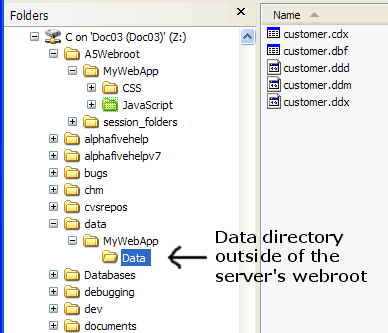 Folders
Name
C on 'Doc03 (Doc03)' (Z:)
A5Webroot
MyWebApp
CSS
JavaScript
session_folders
alphafivehelp
alphafivehelpv7
bugs
chm
cvsrepos
data
MyWebApp
Data
Databases
debugging
dev
documents
customer.cdx
customer.dbf
customer.ddd
customer.ddm
customer.ddx
Data directory
outside of the
server's webroot